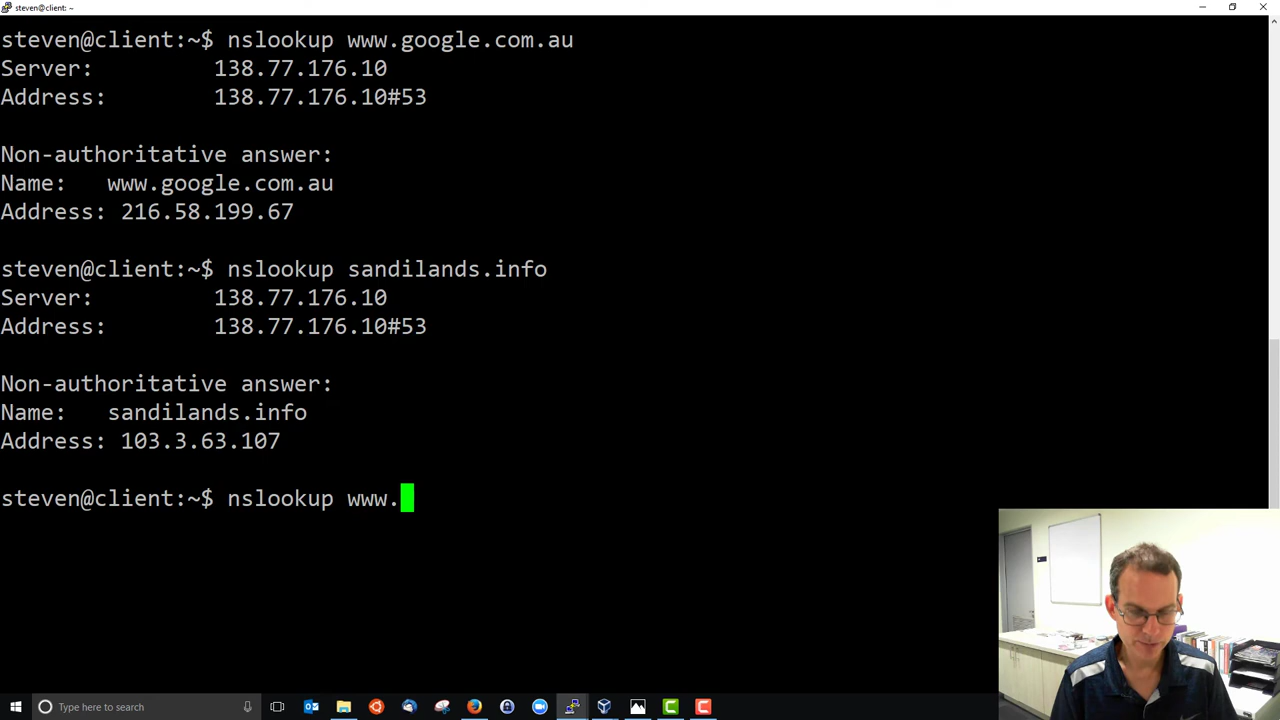 steven@client: ~
steven@client:~$ nslookup www.google.com.au
Server:         138.77.176.10
Address:        138.77.176.10#53
Non-authoritative answer:
Name:   www.google.com.au
Address: 216.58.199.67
steven@client:~$ nslookup sandilands.info
Server:         138.77.176.10
Address:        138.77.176.10#53
Non-authoritative answer:
Name:   sandilands.info
Address: 103.3.63.107
steven@client:~$ nslookup www.
Type here to search